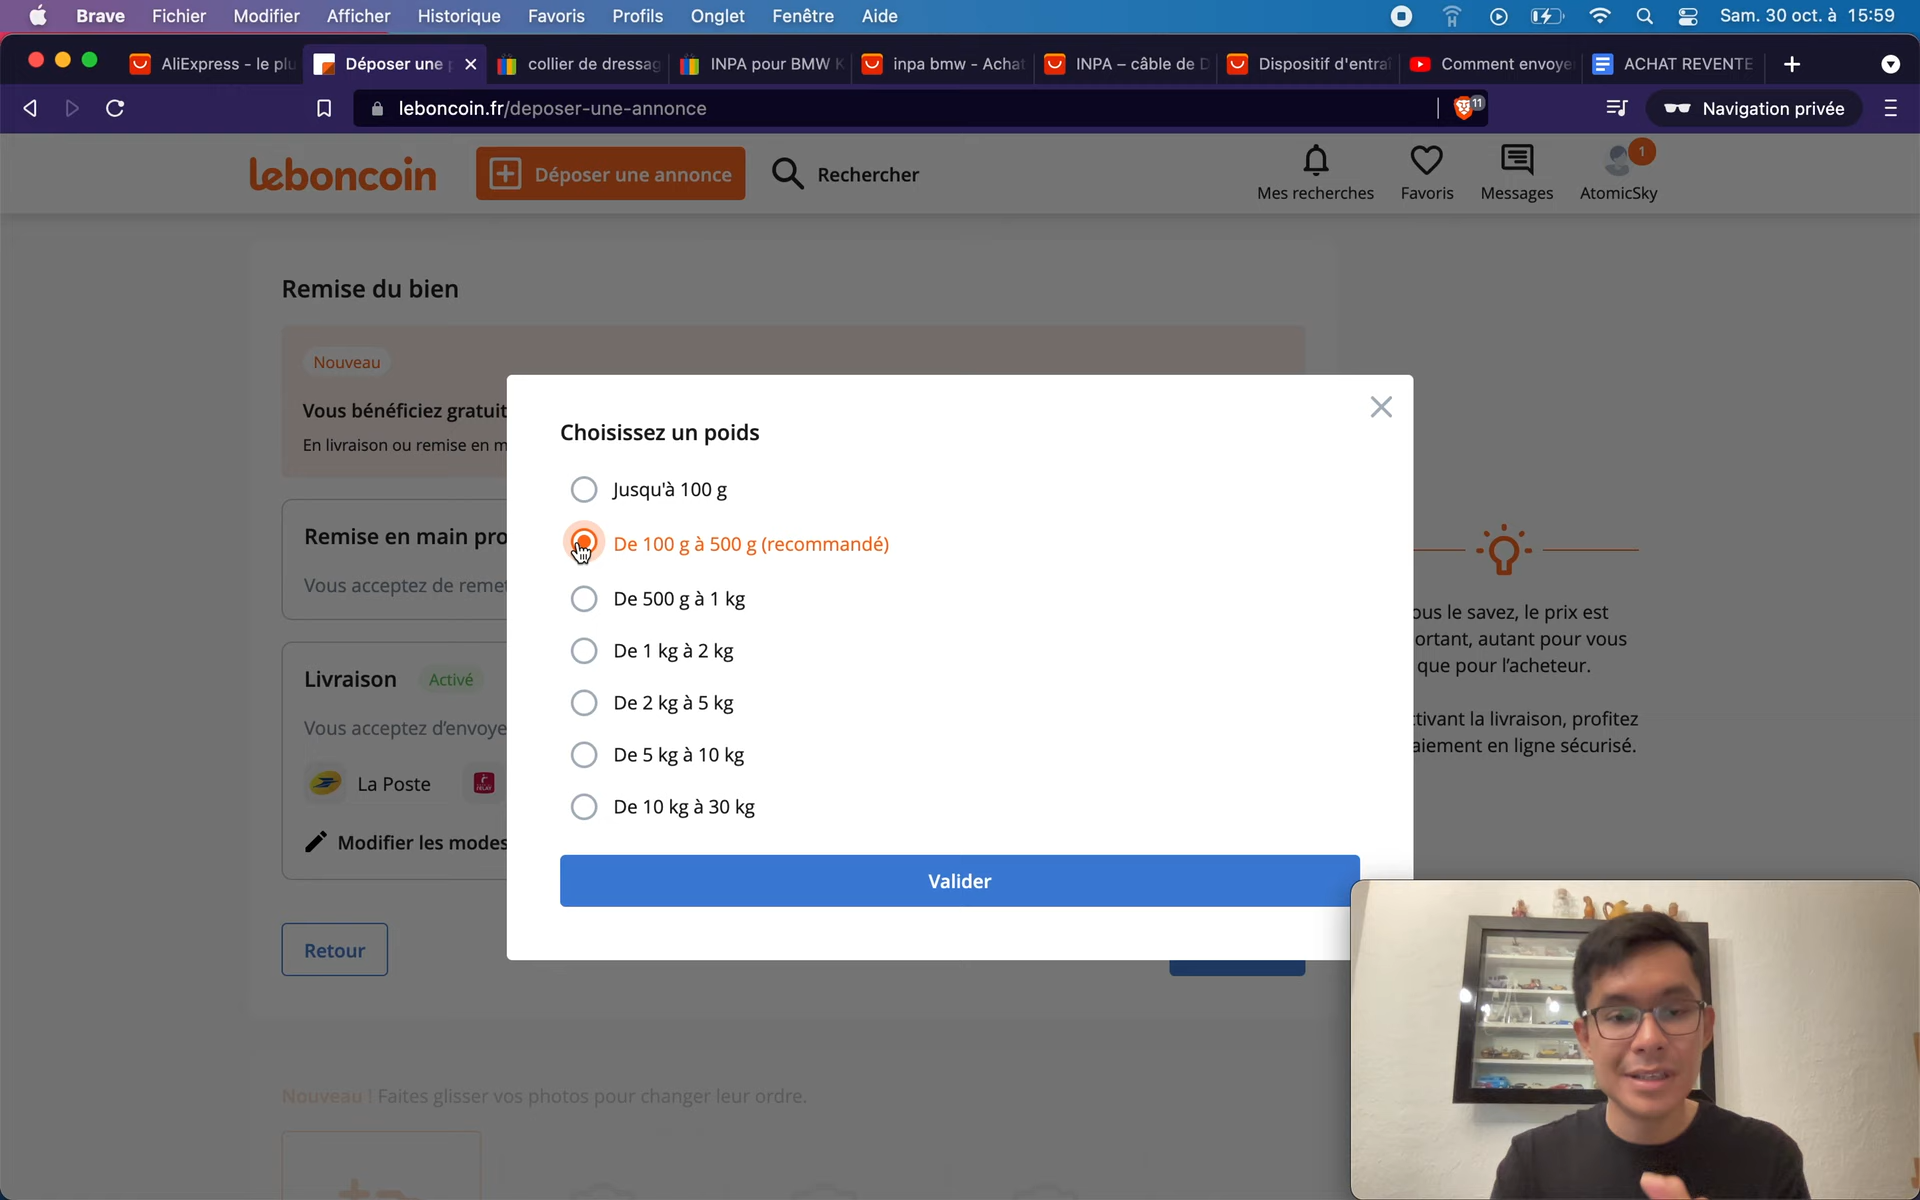 Brave Fichier Modifier Afficher Historique Favoris Profils Onglet Fenêtre Aide Sam. 30 oct. à 15:59
AliExpress - le plu Déposer une collier de dressag INPA pour BMW K inpa bmw - Achat INPA – câble de D Dispositif d'entraî Comment envoye ACHAT REVENTE
leboncoin.fr/deposer-une-annonce 11 Navigation privée
leboncoin Déposer une annonce Rechercher Mes recherches Favoris Messages 1 AtomicSky
Remise du bien
Nouveau
Vous bénéficiez gratuit
En livraison ou remise en m
Remise en main pro
Vous acceptez de remet
Livraison Activé
Vous acceptez d'envoye
La Poste
Modifier les modes
Retour
Choisissez un poids
Jusqu'à 100 g
De 100 g à 500 g (recommandé)
De 500 g à 1 kg
De 1 kg à 2 kg
De 2 kg à 5 kg
De 5 kg à 10 kg
De 10 kg à 30 kg
Valider
ous le savez, le prix est
ortant, autant pour vous
que pour l'acheteur.
tivant la livraison, profitez
aiement en ligne sécurisé.
Nouveau ! Faites glisser vos photos pour changer leur ordre.